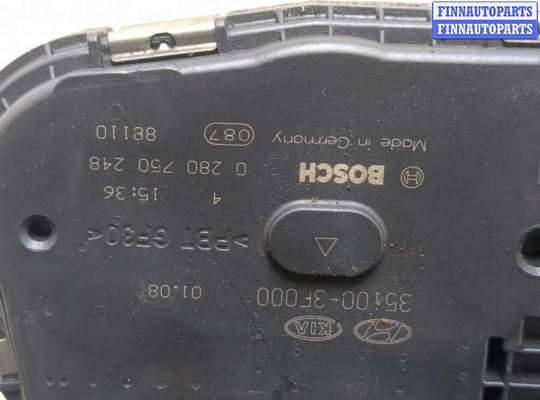 FINNAUTOPARTS
FINNAUTOPARTS
KIA
35100-3F000
01.08
>PBT GF30<
BOSCH
4 15:36
0 280 750 248
Made in Germany 087 88110